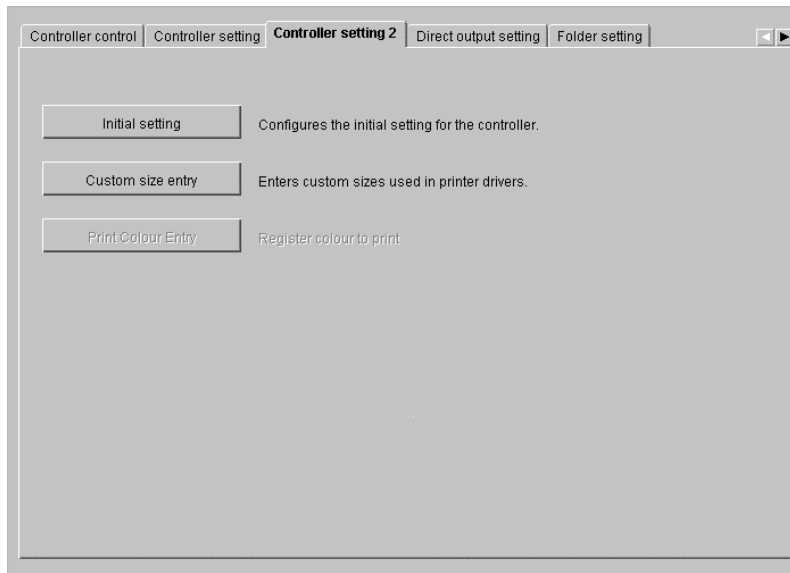 Controller control Controller setting Controller setting 2 Direct output setting Folder setting
Initial setting Configures the initial setting for the controller.
Custom size entry Enters custom sizes used in printer drivers.
Print Colour Entry Register colour to print